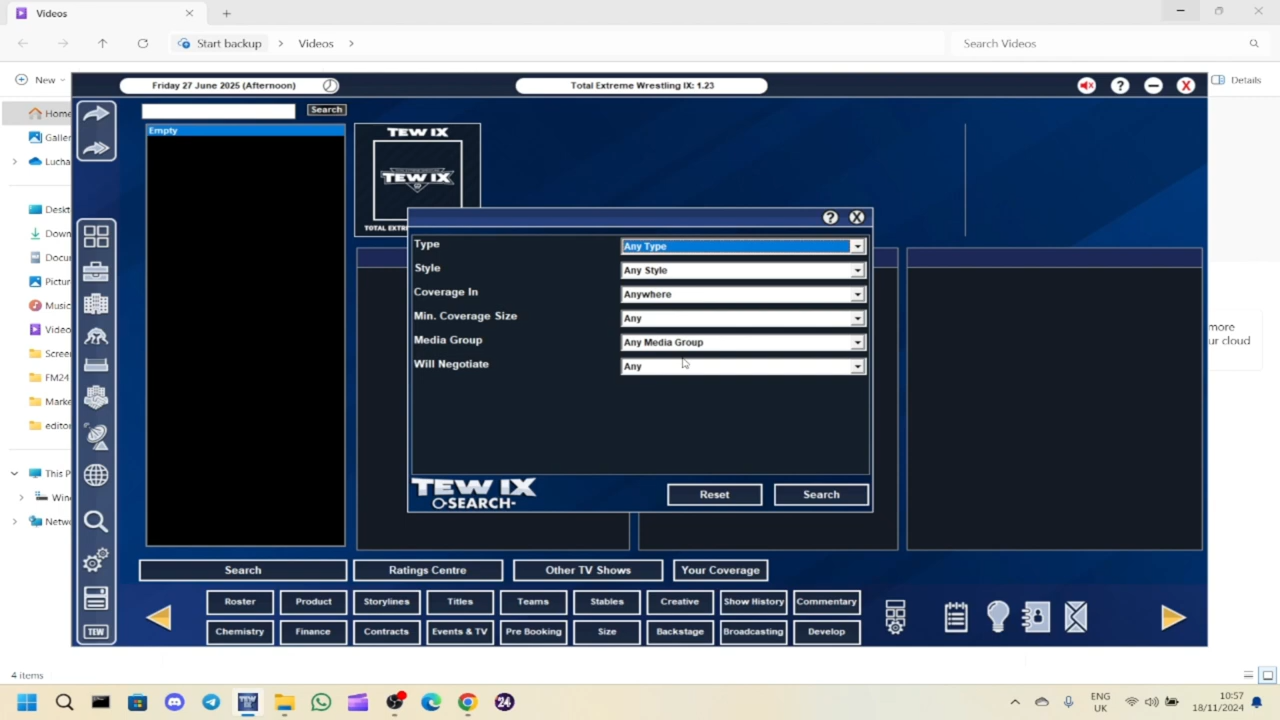 Videos
Start backup
Videos
Search Videos
New
Details
Friday 27 June 2025 (Afternoon)
Total Extreme Wrestling IX: 1.23
Home
Search
Empty
TEW IX
TEW IX
TOTAL EXTRE
Type
Any Type
Style
Any Style
Coverage In
Anywhere
Min. Coverage Size
Any
Media Group
Any Media Group
Will Negotiate
Any
TEW IX
SEARCH
Reset
Search
Galler
Lucha
Deskt
Down
Docu
Pictur
Music
Video
Scree
FM24
Marke
editor
This P
Wind
Netwo
more
ur cloud
Search
Ratings Centre
Other TV Shows
Your Coverage
Roster
Product
Storylines
Titles
Teams
Stables
Creative
Show History
Commentary
Chemistry
Finance
Contracts
Events & TV
Pre Booking
Size
Backstage
Broadcasting
Develop
TEW
4 items
24
ENG
UK
10:57
18/11/2024